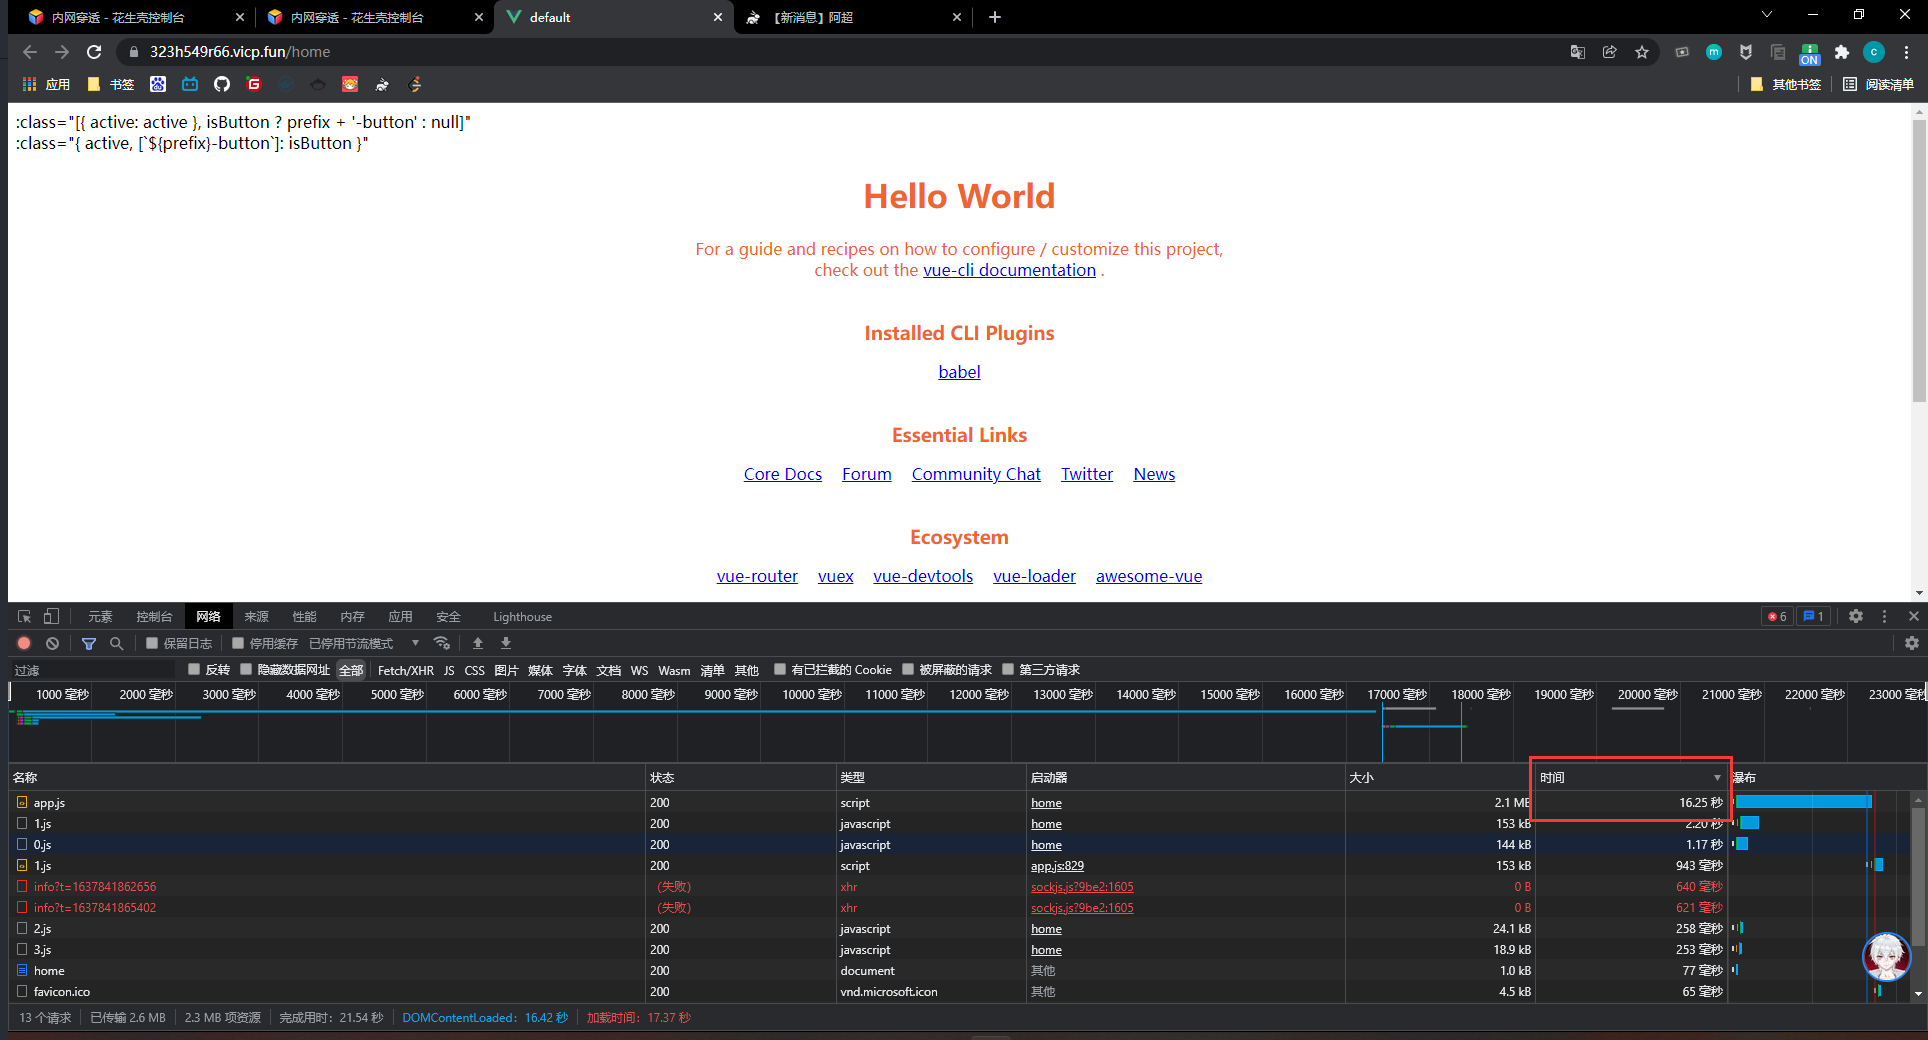 内网穿透 - 花生壳控制台
内网穿透 - 花生壳控制台
default
【新消息】阿超
323h549r66.vicp.fun/home
m
ON
c
应用
书签
其他书签
阅读清单
:class="[{ active: active }, isButton ? prefix + '-button' : null]"
:class="{ active, [`${prefix}-button`]: isButton }"
Hello World
For a guide and recipes on how to configure / customize this project,
check out the vue-cli documentation .
Installed CLI Plugins
babel
Essential Links
Core Docs Forum Community Chat Twitter News
Ecosystem
vue-router vuex vue-devtools vue-loader awesome-vue
元素 控制台 网络 来源 性能 内存 应用 安全 Lighthouse
6 1
保留日志 停用缓存 已停用节流模式
过滤 反转 隐藏数据网址 全部 Fetch/XHR JS CSS 图片 媒体 字体 文档 WS Wasm 清单 其他 有已拦截的 Cookie 被屏蔽的请求 第三方请求
1000 毫秒 2000 毫秒 3000 毫秒 4000 毫秒 5000 毫秒 6000 毫秒 7000 毫秒 8000 毫秒 9000 毫秒 10000 毫秒 11000 毫秒 12000 毫秒 13000 毫秒 14000 毫秒 15000 毫秒 16000 毫秒 17000 毫秒 18000 毫秒 19000 毫秒 20000 毫秒 21000 毫秒 22000 毫秒 23000 毫秒
名称 状态 类型 启动器 大小 时间 瀑布
app.js 200 script home 2.1 MB 16.25 秒
1.js 200 javascript home 153 kB 2.20 秒
0.js 200 javascript home 144 kB 1.17 秒
1.js 200 script app.js:829 153 kB 943 毫秒
info?t=1637841862656 (失败) xhr sockjs.js?9be2:1605 0 B 640 毫秒
info?t=1637841865402 (失败) xhr sockjs.js?9be2:1605 0 B 621 毫秒
2.js 200 javascript home 24.1 kB 258 毫秒
3.js 200 javascript home 18.9 kB 253 毫秒
home 200 document 其他 1.0 kB 77 毫秒
favicon.ico 200 vnd.microsoft.icon 其他 4.5 kB 65 毫秒
13 个请求 已传输 2.6 MB 2.3 MB 项资源 完成用时：21.54 秒 DOMContentLoaded：16.42 秒 加载时间：17.37 秒